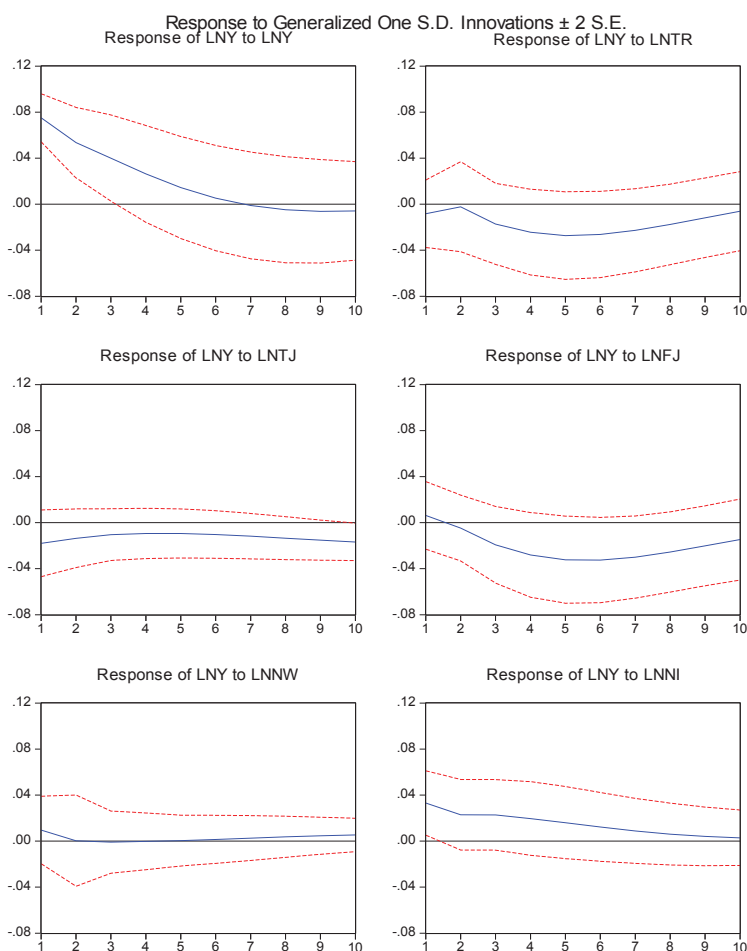 Response to Generalized One S.D. Innovations ± 2 S.E.
Response of LNY to LNY
.12
.08
.04
.00
-.04
-.08
1 2 3 4 5 6 7 8 9 10
Response of LNY to LNTR
.12
.08
.04
.00
-.04
-.08
1 2 3 4 5 6 7 8 9 10
Response of LNY to LNTJ
.12
.08
.04
.00
-.04
-.08
1 2 3 4 5 6 7 8 9 10
Response of LNY to LNFJ
.12
.08
.04
.00
-.04
-.08
1 2 3 4 5 6 7 8 9 10
Response of LNY to LNNW
.12
.08
.04
.00
-.04
-.08
1 2 3 4 5 6 7 8 9 10
Response of LNY to LNNI
.12
.08
.04
.00
-.04
-.08
1 2 3 4 5 6 7 8 9 10